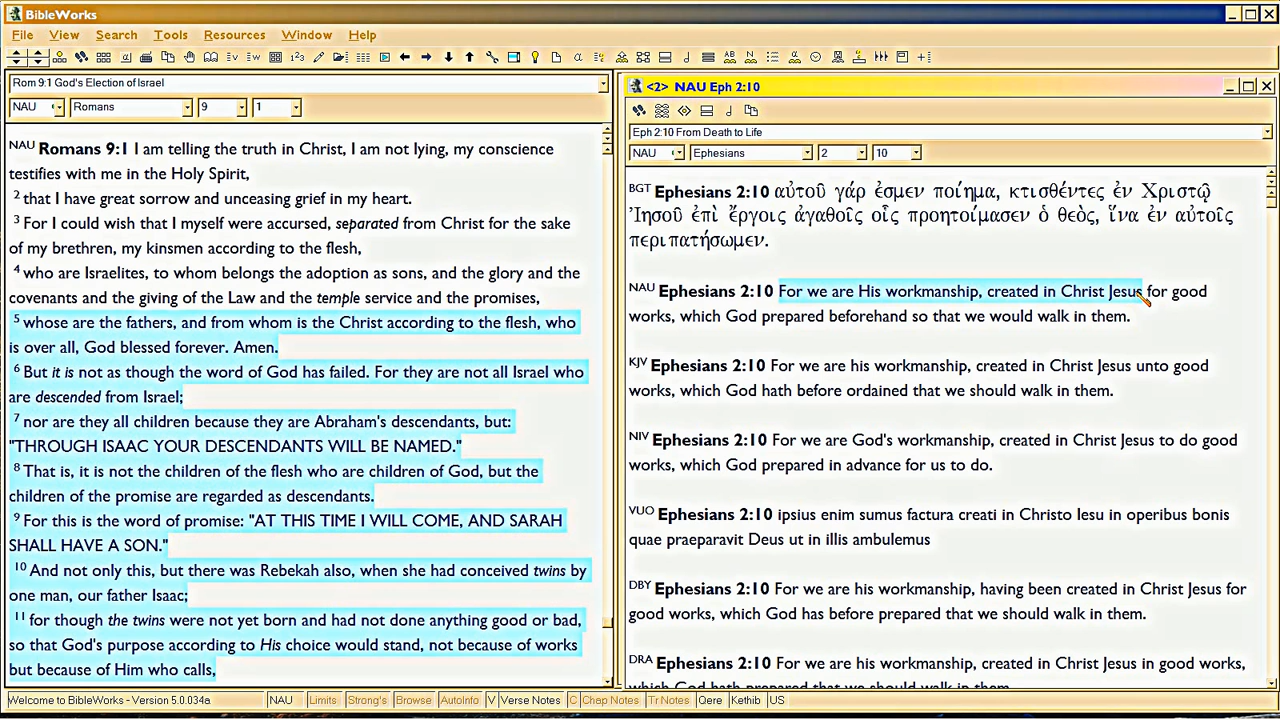 BibleWorks
File View Search Tools Resources Window Help
Rom 9:1 God's Election of Israel
NAU Romans 9 1
NAU Romans 9:1 I am telling the truth in Christ, I am not lying, my conscience
testifies with me in the Holy Spirit,
2 that I have great sorrow and unceasing grief in my heart.
3 For I could wish that I myself were accursed, separated from Christ for the sake
of my brethren, my kinsmen according to the flesh,
4 who are Israelites, to whom belongs the adoption as sons, and the glory and the
covenants and the giving of the Law and the temple service and the promises,
5 whose are the fathers, and from whom is the Christ according to the flesh, who
is over all, God blessed forever. Amen.
6 But it is not as though the word of God has failed. For they are not all Israel who
are descended from Israel;
7 nor are they all children because they are Abraham's descendants, but:
"THROUGH ISAAC YOUR DESCENDANTS WILL BE NAMED."
8 That is, it is not the children of the flesh who are children of God, but the
children of the promise are regarded as descendants.
9 For this is the word of promise: "AT THIS TIME I WILL COME, AND SARAH
SHALL HAVE A SON."
10 And not only this, but there was Rebekah also, when she had conceived twins by
one man, our father Isaac;
11 for though the twins were not yet born and had not done anything good or bad,
so that God's purpose according to His choice would stand, not because of works
but because of Him who calls,
<2> NAU Eph 2:10
Eph 2:10 From Death to Life
NAU Ephesians 2 10
BGT Ephesians 2:10 αὐτοῦ γάρ ἐσμεν ποίημα, κτισθέντες ἐν Χριστῷ
Ἰησοῦ ἐπὶ ἔργοις ἀγαθοῖς οἷς προητοίμασεν ὁ θεὸς, ἵνα ἐν αὐτοῖς
περιπατήσωμεν.
NAU Ephesians 2:10 For we are His workmanship, created in Christ Jesus for good
works, which God prepared beforehand so that we would walk in them.
KJV Ephesians 2:10 For we are his workmanship, created in Christ Jesus unto good
works, which God hath before ordained that we should walk in them.
NIV Ephesians 2:10 For we are God's workmanship, created in Christ Jesus to do good
works, which God prepared in advance for us to do.
VUO Ephesians 2:10 ipsius enim sumus factura creati in Christo Iesu in operibus bonis
quae praeparavit Deus ut in illis ambulemus
DBY Ephesians 2:10 For we are his workmanship, having been created in Christ Jesus for
good works, which God has before prepared that we should walk in them.
DRA Ephesians 2:10 For we are his workmanship, created in Christ Jesus in good works,
which God hath prepared that we should walk in them.
Welcome to BibleWorks - Version 5.0.034a NAU Limits Strong's Browse AutoInfo V Verse Notes C Chap Notes Tr Notes Qere Kethib US